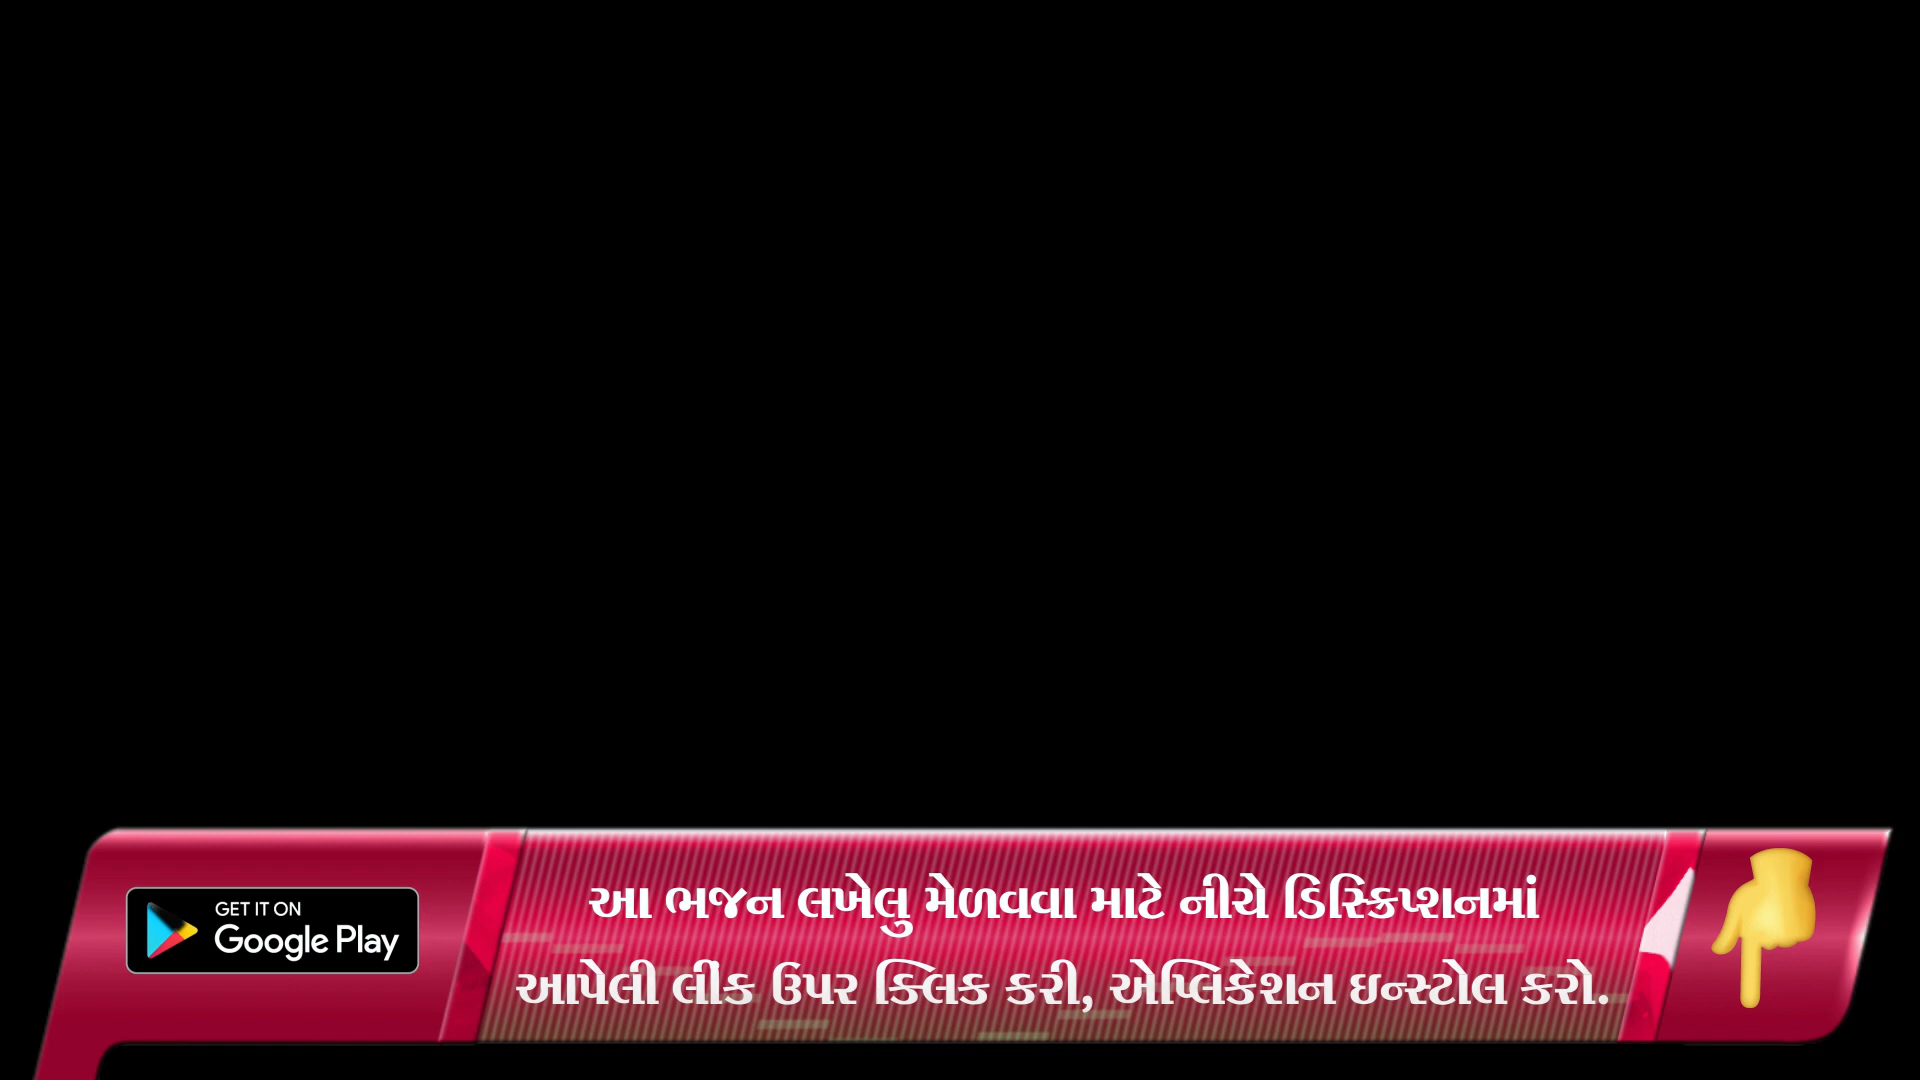 GET IT ON
Google Play
આ ભજન લખેલુ મેળવવા માટે નીચે ડિસ્ક્રિપ્શનમાં
આપેલી લીંક ઉપર ક્લિક કરી, એપ્લિકેશન ઇન્સ્ટોલ કરો.